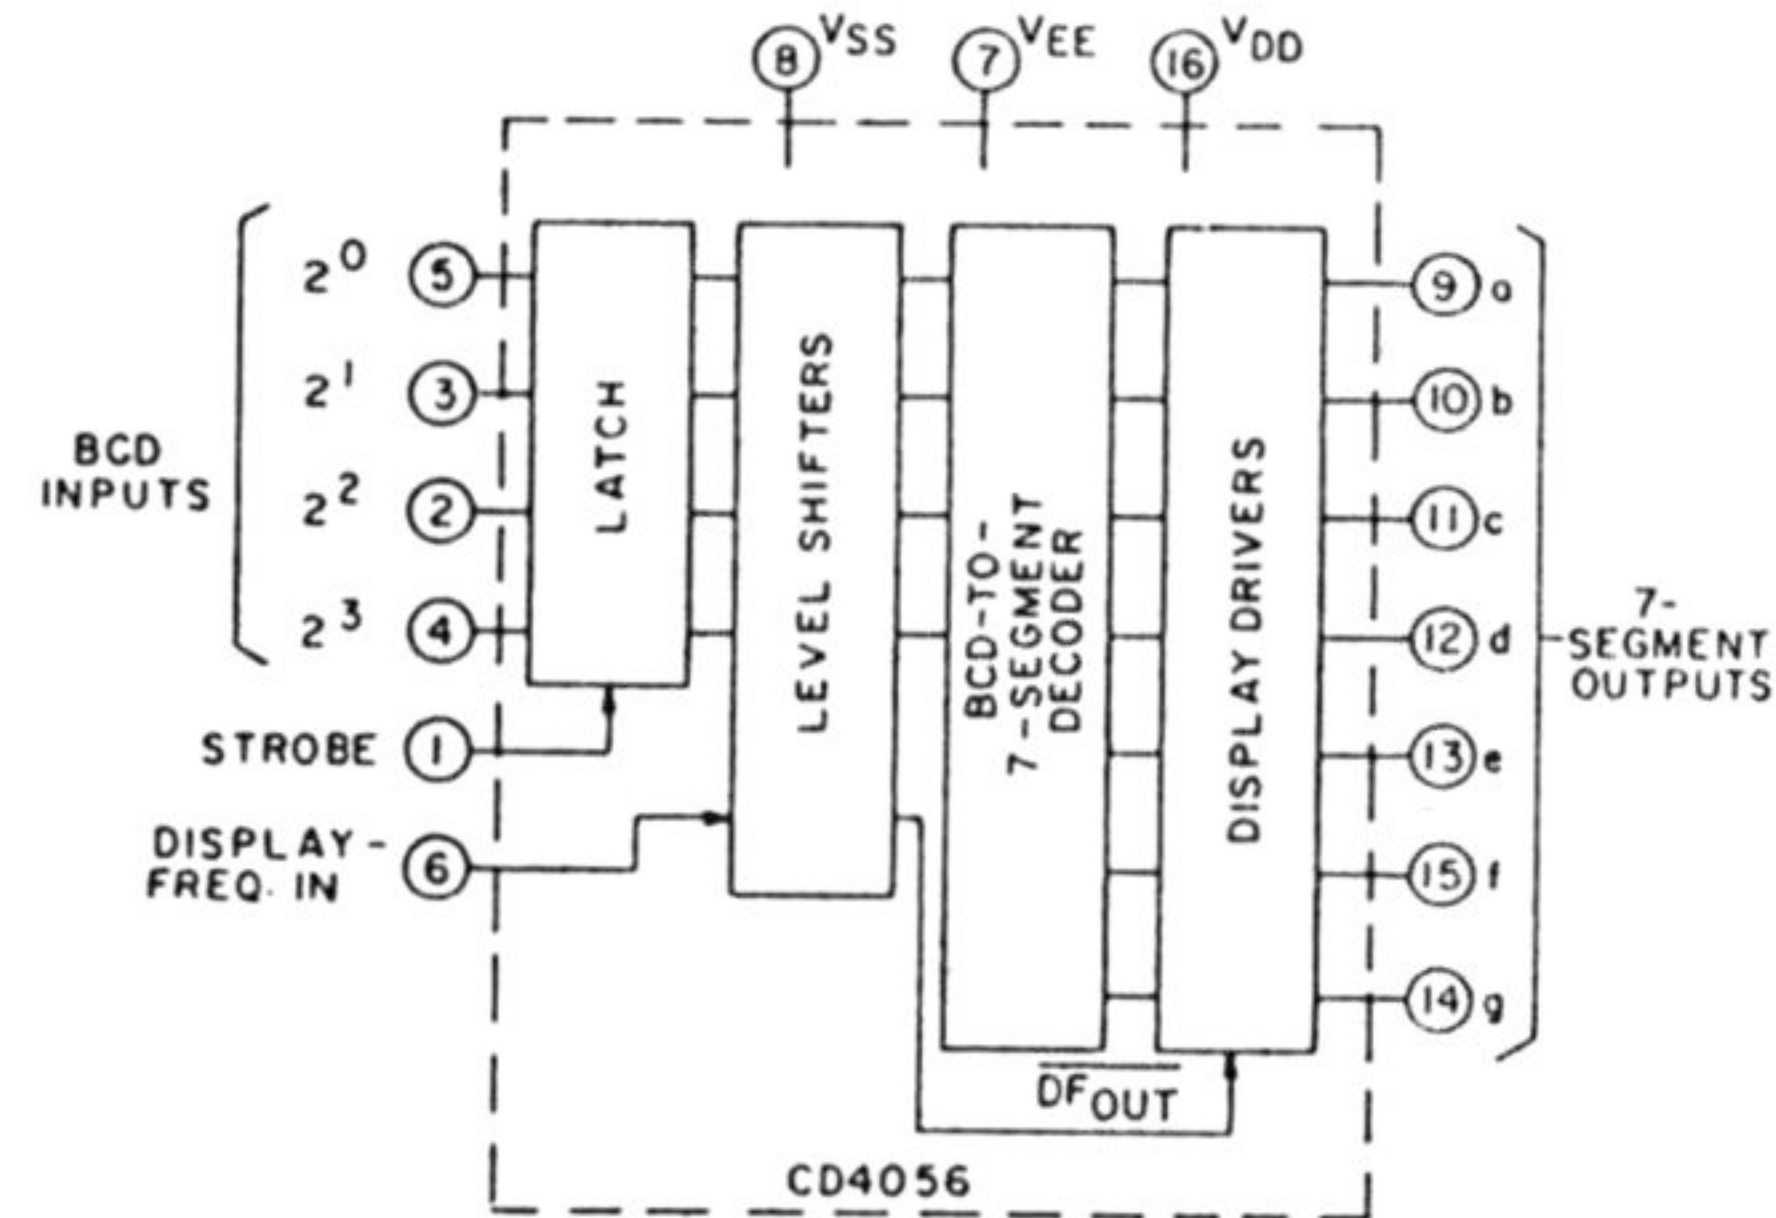 8 VSS
7 VEE
16 VDD
BCD
INPUTS
2^0 5
2^1 3
2^2 2
2^3 4
STROBE 1
DISPLAY-
FREQ. IN
6
LATCH
LEVEL SHIFTERS
BCD-TO-
7-SEGMENT
DECODER
DISPLAY DRIVERS
9 a
10 b
11 c
12 d
13 e
15 f
14 g
7-
SEGMENT
OUTPUTS
D̅F̅OUT
CD4056